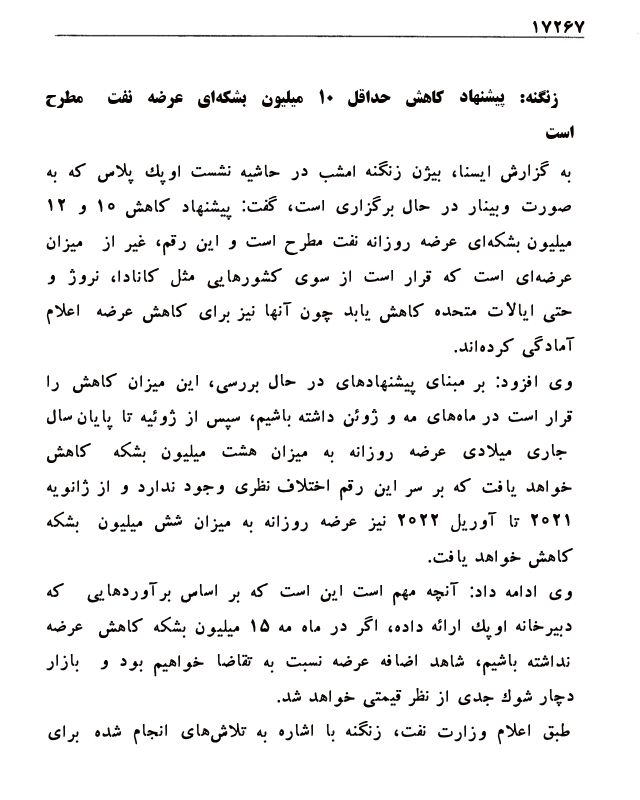 ۱۷۲۶۷
زنگنه: پیشنهاد کاهش حداقل ۱۰ میلیون بشکه‌ای عرضه نفت مطرح
است
به گزارش ایسنا، بیژن زنگنه امشب در حاشیه نشست اوپك پلاس که به
صورت وبینار در حال برگزاری است، گفت: پیشنهاد کاهش ۱۰ و ۱۲
میلیون بشکه‌ای عرضه روزانه نفت مطرح است و این رقم، غیر از میزان
عرضه‌ای است که قرار است از سوی کشورهایی مثل کانادا، نروژ و
حتی ایالات متحده کاهش یابد چون آنها نیز برای کاهش عرضه اعلام
آمادگی کرده‌اند.
وی افزود: بر مبنای پیشنهادهای در حال بررسی، این میزان کاهش را
قرار است در ماه‌های مه و ژوئن داشته باشیم، سپس از ژوئیه تا پایان سال
جاری میلادی عرضه روزانه به میزان هشت میلیون بشکه کاهش
خواهد یافت که بر سر این رقم اختلاف نظری وجود ندارد و از ژانویه
۲۰۲۱ تا آوریل ۲۰۲۲ نیز عرضه روزانه به میزان شش میلیون بشکه
کاهش خواهد یافت.
وی ادامه داد: آنچه مهم است این است که بر اساس برآوردهایی که
دبیرخانه اوپك ارائه داده، اگر در ماه مه ۱۵ میلیون بشکه کاهش عرضه
نداشته باشیم، شاهد اضافه عرضه نسبت به تقاضا خواهیم بود و بازار
دچار شوك جدی از نظر قیمتی خواهد شد.
طبق اعلام وزارت نفت، زنگنه با اشاره به تلاش‌های انجام شده برای